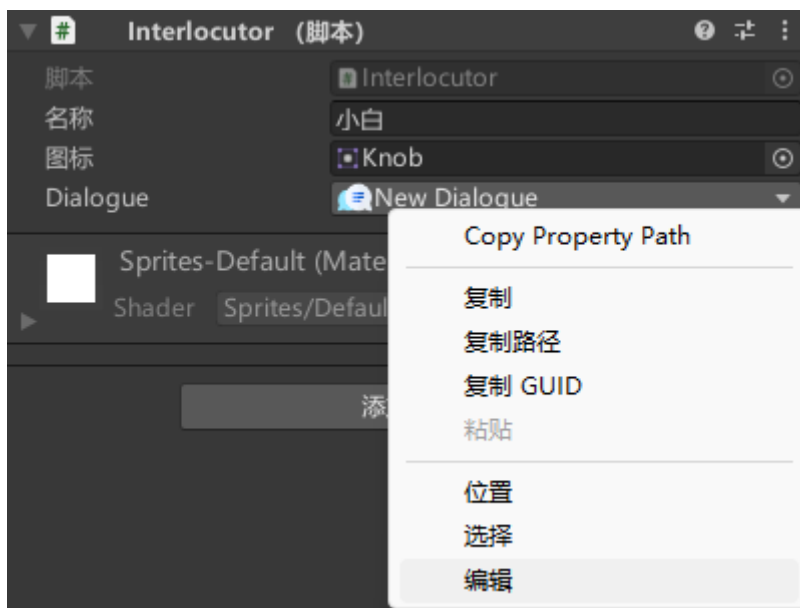 Interlocutor (脚本)
脚本 Interlocutor
名称 小白
图标 Knob
Dialogue New Dialogue
Copy Property Path
Sprites-Default (Mate
复制
Shader Sprites/Defaul
复制路径
复制 GUID
添
粘贴
位置
选择
编辑